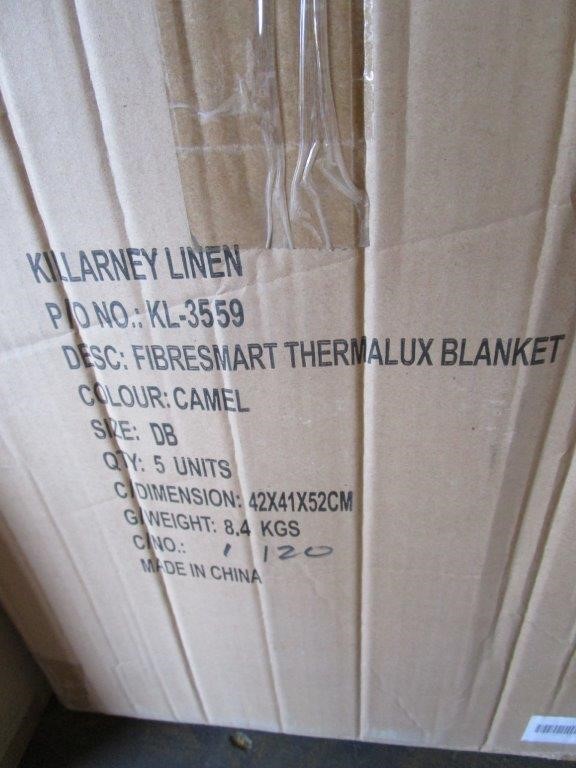 KILLARNEY LINEN
P/O NO.: KL-3559
DESC: FIBRESMART THERMALUX BLANKET
COLOUR: CAMEL
SIZE: DB
QTY: 5 UNITS
C/DIMENSION: 42X41X52CM
G/WEIGHT: 8.4 KGS
C/NO.: 1 120
MADE IN CHINA